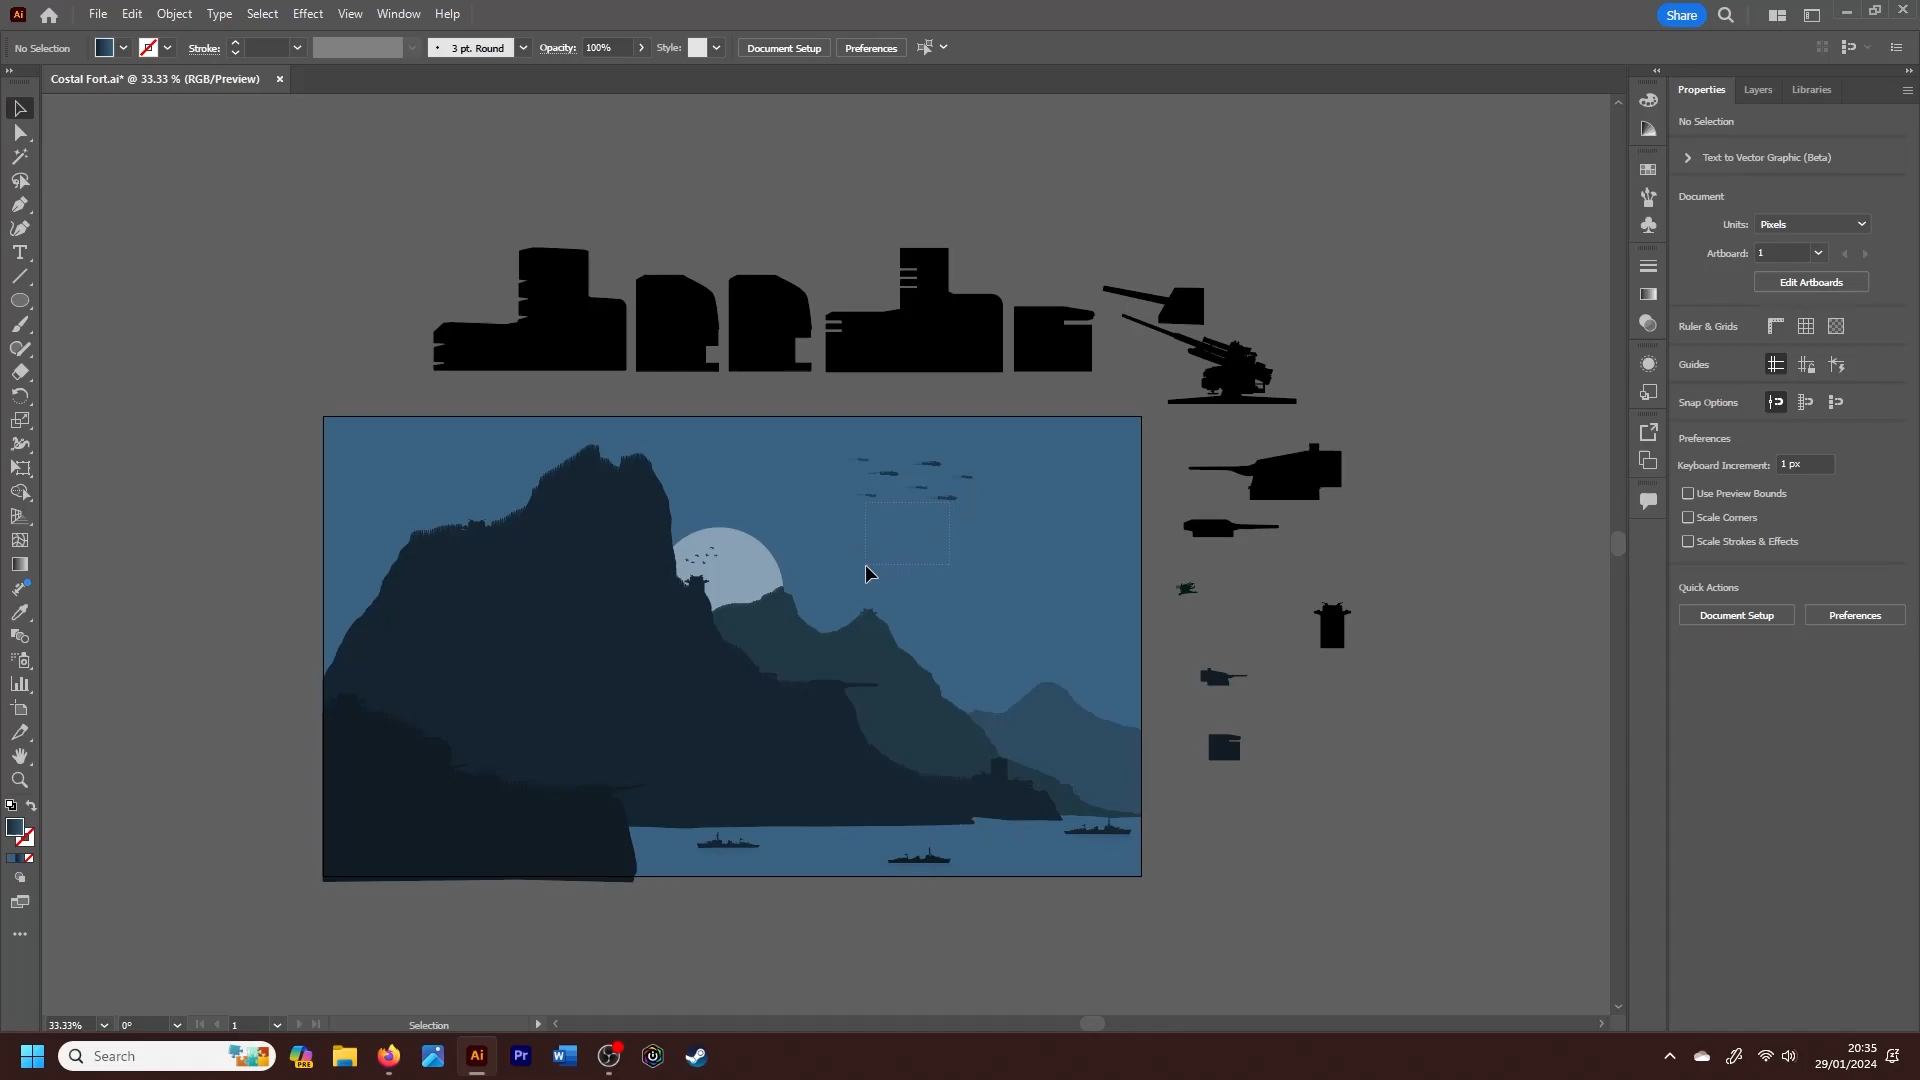 Ai File Edit Object Type Select Effect View Window Help Share
No Selection Stroke: 3 pt. Round Opacity: 100% Style: Document Setup Preferences
Costal Fort.ai* @ 33.33 % (RGB/Preview)
Properties Layers Libraries
No Selection
Text to Vector Graphic (Beta)
Document
Units: Pixels
Artboard: 1
Edit Artboards
Ruler & Grids
Guides
Snap Options
Preferences
Keyboard Increment: 1 px
Use Preview Bounds
Scale Corners
Scale Strokes & Effects
Quick Actions
Document Setup Preferences
33.33% 0° 1 Selection
Search PRE Ai Pr W 20:35
29/01/2024